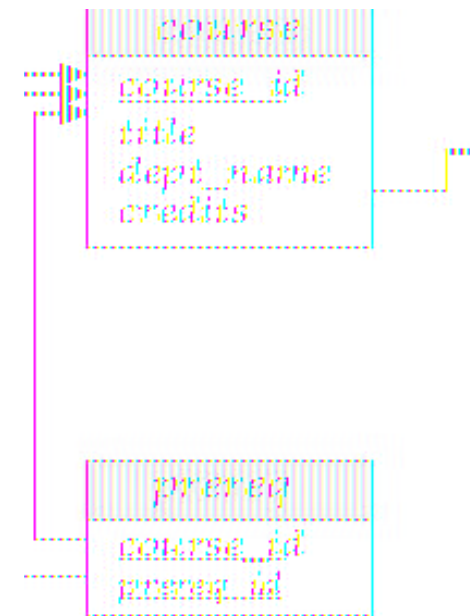 course
course_id
title
dept_name
credits
prereq
course_id
prereq_id